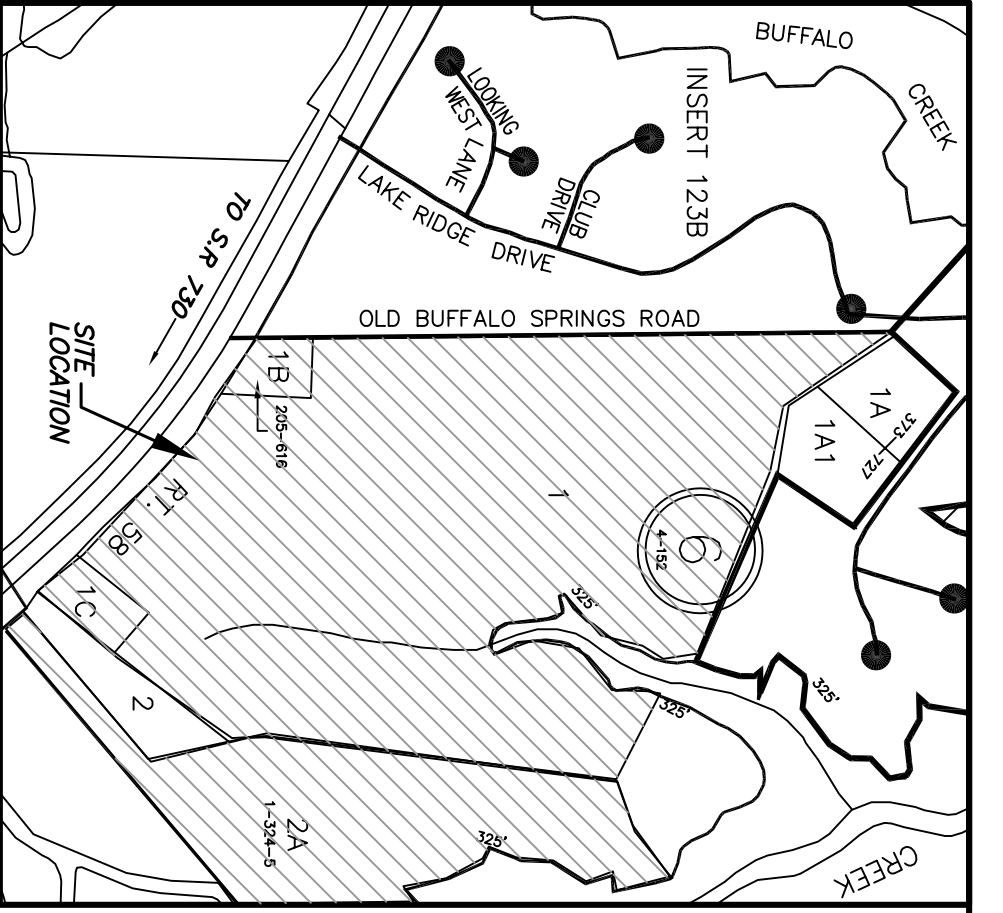 BUFFALO
CREEK
INSERT 123B
LOOKING
WEST LANE
CLUB
DRIVE
LAKE RIDGE DRIVE
TO S.R 730
OLD BUFFALO SPRINGS ROAD
SITE
LOCATION
1B
205-616
1A
373-727
1A1
1
6
4-152
RT. 58
1C
325'
325'
325'
2
2A
1-324-5
325'
CREEK